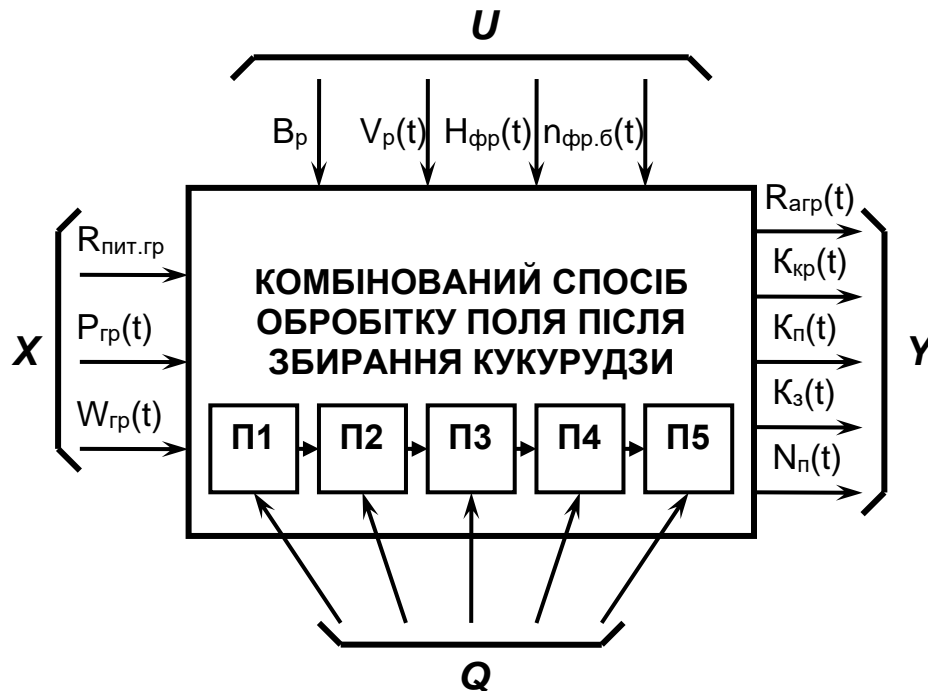 U
Bр
Vр(t)
Hфр(t)
nфр.б(t)
X
Rпит.гр
Pгр(t)
Wгр(t)
КОМБІНОВАНИЙ СПОСІБ
ОБРОБІТКУ ПОЛЯ ПІСЛЯ
ЗБИРАННЯ КУКУРУДЗИ
П1
П2
П3
П4
П5
Rагр(t)
Kкр(t)
Kп(t)
Kз(t)
Nп(t)
Y
Q